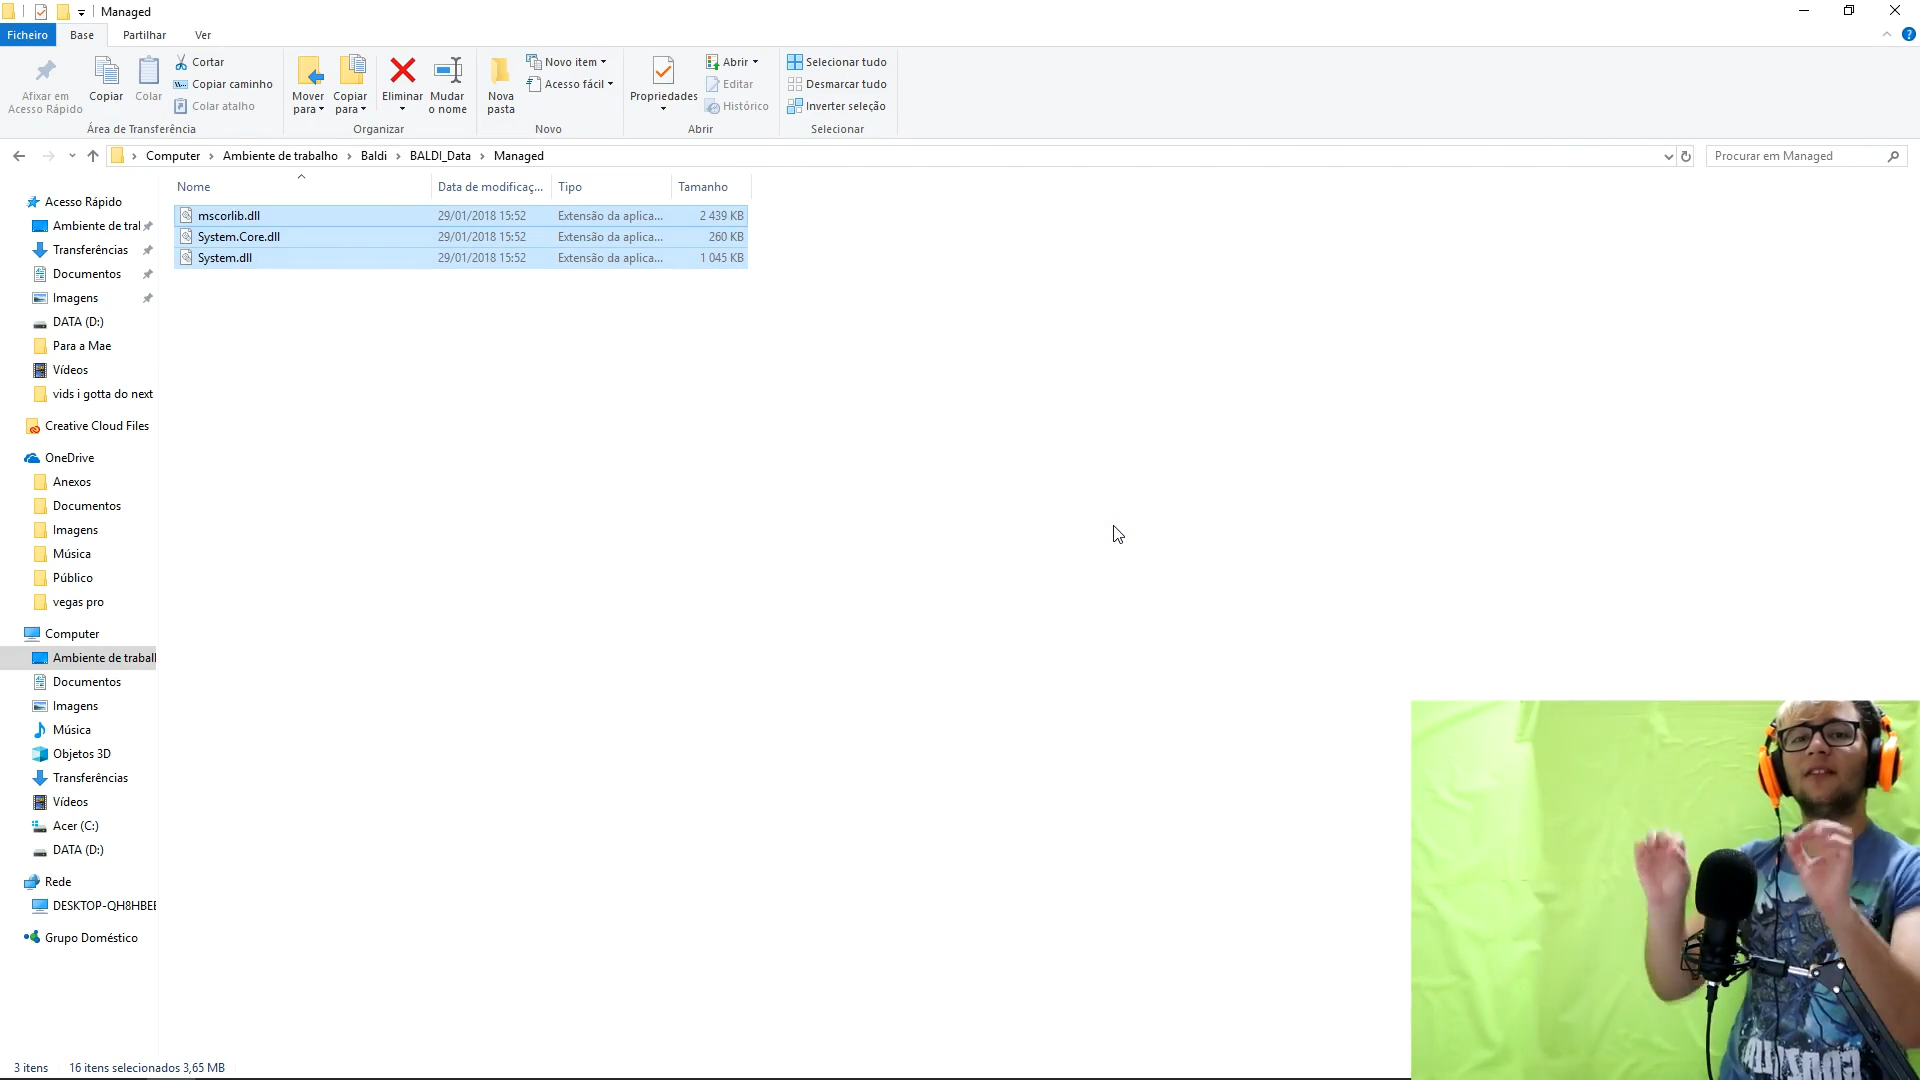 Managed
Ficheiro Base Partilhar Ver
Afixar em Acesso Rápido
Copiar
Colar
Cortar
Copiar caminho
Colar atalho
Área de Transferência
Mover para
Copiar para
Eliminar
Mudar o nome
Organizar
Nova pasta
Novo item
Acesso fácil
Novo
Propriedades
Abrir
Editar
Histórico
Abrir
Selecionar tudo
Desmarcar tudo
Inverter seleção
Selecionar
Computer > Ambiente de trabalho > Baldi > BALDI_Data > Managed
Procurar em Managed
Nome Data de modificaç... Tipo Tamanho
mscorlib.dll 29/01/2018 15:52 Extensão da aplica... 2 439 KB
System.Core.dll 29/01/2018 15:52 Extensão da aplica... 260 KB
System.dll 29/01/2018 15:52 Extensão da aplica... 1 045 KB
Acesso Rápido
Ambiente de tral
Transferências
Documentos
Imagens
DATA (D:)
Para a Mae
Vídeos
vids i gotta do next
Creative Cloud Files
OneDrive
Anexos
Documentos
Imagens
Música
Público
vegas pro
Computer
Ambiente de traball
Documentos
Imagens
Música
Objetos 3D
Transferências
Vídeos
Acer (C:)
DATA (D:)
Rede
DESKTOP-QH8HBEE
Grupo Doméstico
3 itens 16 itens selecionados 3,65 MB